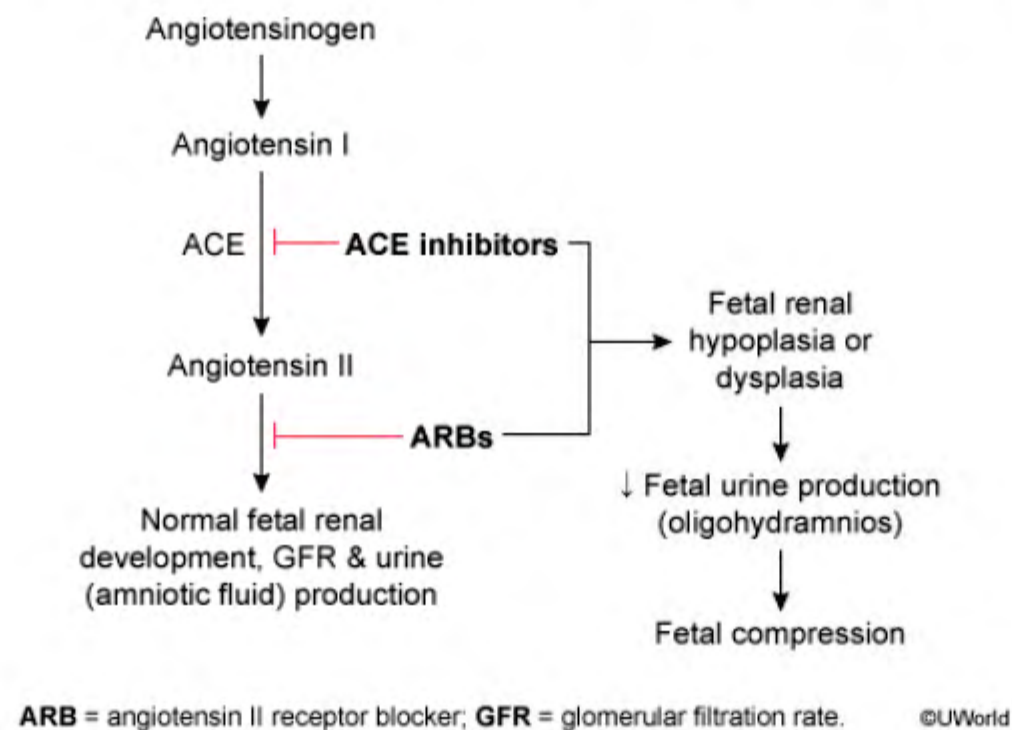 Angiotensinogen
Angiotensin I
ACE
ACE inhibitors
Angiotensin II
ARBs
Normal fetal renal
development, GFR & urine
(amniotic fluid) production
Fetal renal
hypoplasia or
dysplasia
↓ Fetal urine production
(oligohydramnios)
Fetal compression
ARB = angiotensin II receptor blocker; GFR = glomerular filtration rate.
©UWorld